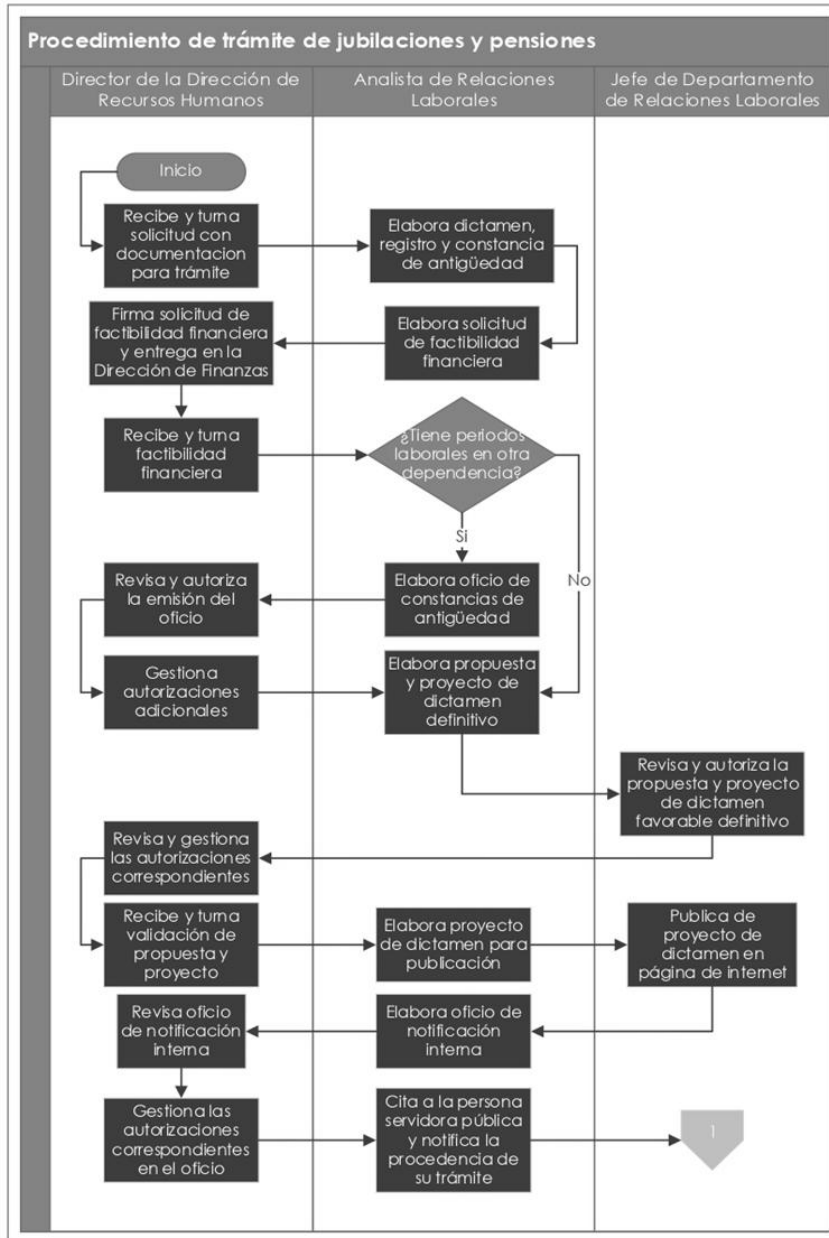 Procedimiento de trámite de jubilaciones y pensiones
Director de la Dirección de
Recursos Humanos
Analista de Relaciones
Laborales
Jefe de Departamento
de Relaciones Laborales
Inicio
Recibe y turna
solicitud con
documentacion
para trámite
Elabora dictamen,
registro y constancia
de antigüedad
Firma solicitud de
factibilidad financiera
y entrega en la
Dirección de Finanzas
Elabora solicitud
de factibilidad
financiera
Recibe y turna
factibilidad
financiera
¿Tiene periodos
laborales en otra
dependencia?
Si
No
Revisa y autoriza
la emisión del
oficio
Elabora oficio de
constancias de
antigüedad
Gestiona
autorizaciones
adicionales
Elabora propuesta
y proyecto de
dictamen
definitivo
Revisa y autoriza la
propuesta y proyecto
de dictamen
favorable definitivo
Revisa y gestiona
las autorizaciones
correspondientes
Recibe y turna
validación de
propuesta y
proyecto
Elabora proyecto
de dictamen para
publicación
Publica de
proyecto de
dictamen en
página de internet
Revisa oficio
de notificación
interna
Elabora oficio de
notificación
interna
Gestiona las
autorizaciones
correspondientes
en el oficio
Cita a la persona
servidora pública
y notifica la
procedencia de
su trámite
1